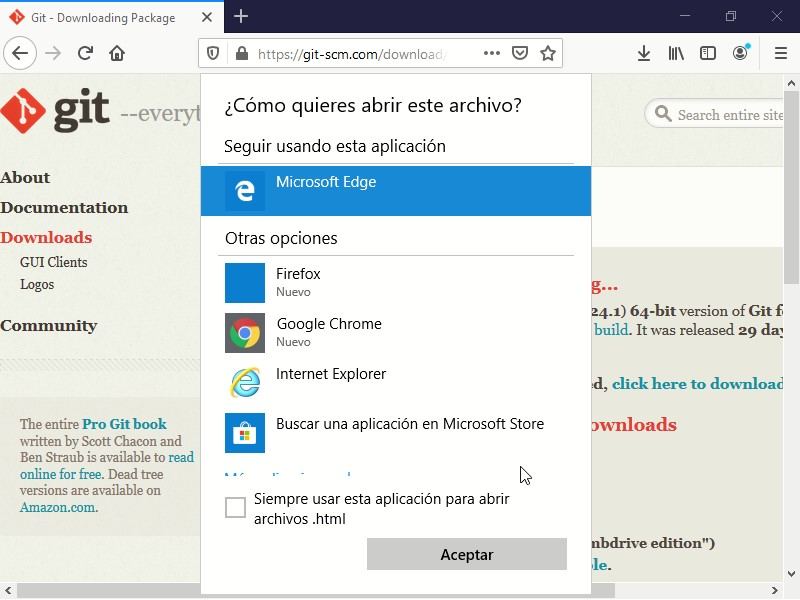 Git - Downloading Package
https://git-scm.com/download/
git --everyt
Search entire site
About
Documentation
Downloads
GUI Clients
Logos
Community
The entire Pro Git book
written by Scott Chacon and
Ben Straub is available to read
online for free. Dead tree
versions are available on
Amazon.com.
¿Cómo quieres abrir este archivo?
Seguir usando esta aplicación
Microsoft Edge
Otras opciones
Firefox
Nuevo
Google Chrome
Nuevo
Internet Explorer
Buscar una aplicación en Microsoft Store
Siempre usar esta aplicación para abrir
archivos .html
Aceptar
g...
24.1) 64-bit version of Git f
build. It was released 29 day
ed, click here to download
ownloads
mbdrive edition")
ble.